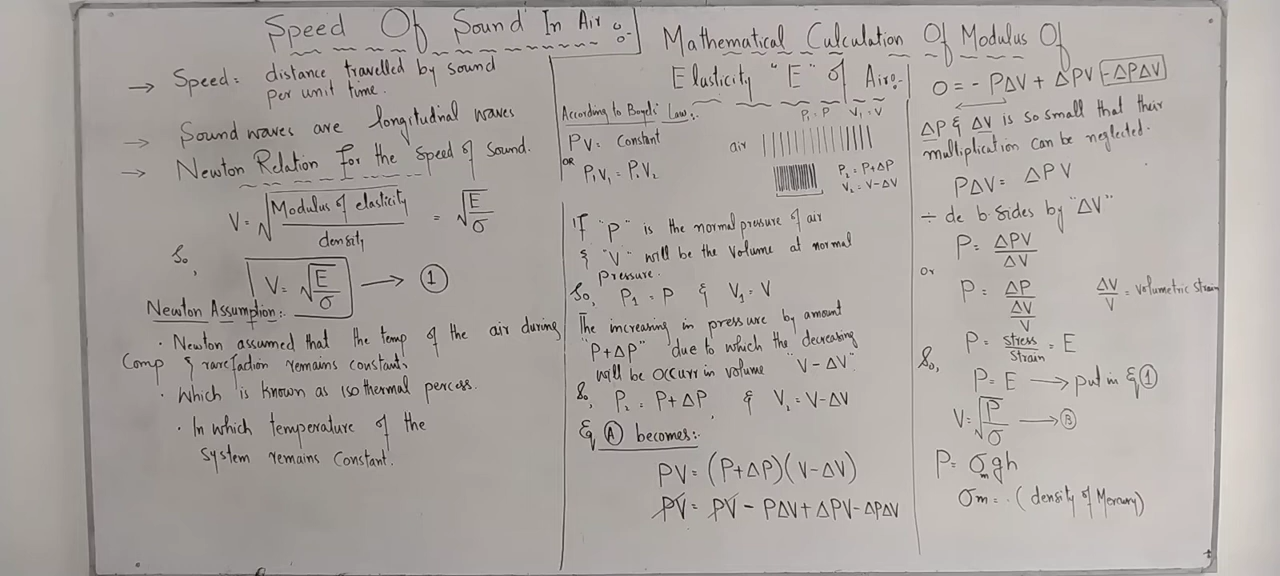 Speed Of Sound In Air :-
→ Speed = distance travelled by sound
per unit time.
→ Sound waves are longitudnal waves
→ Newton Relation For the Speed of Sound.
V = √(Modulus of elasticity / density) = √(E/σ)
So,
V = √(E/σ) → ①
Newton Assumption:-
· Newton assumed that the temp of the air during
Comp & rarefaction remains constant.
· Which is known as isothermal percess.
· In which temperature of the
System remains Constant.
Mathematical Calculation Of Modulus Of
Elasticity "E" of Air:-
According to Boyels' Law:-
PV = Constant
OR
P₁V₁ = P₁V₂
P₁ = P V₁ = V
air
P₂ = P+ΔP
V₂ = V-ΔV
If "P" is the normal pressure of air
& "V" will be the volume at normal
Pressure.
So, P₁ = P & V₁ = V
The increasing in pressure by amount
"P+ΔP" due to which the decreasing
will be occurr in volume "V-ΔV".
So, P₂ = P+ΔP, & V₂ = V-ΔV
Eq Ⓐ becomes:-
PV = (P+ΔP)(V-ΔV)
PV = PV - PΔV + ΔPV - ΔPΔV
0 = - PΔV + ΔPV - ΔPΔV
ΔP & ΔV is so small that their
multiplication can be neglected.
PΔV = ΔPV
÷ de b·sides by "ΔV"
P = ΔPV/ΔV
Or
P = ΔP/(ΔV/V) ΔV/V = volumetric strain
P = Stress/Strain = E
So,
P = E → put in Eq ①
V = √(P/σ) → Ⓑ
P = σₘgh
σm = · (density of Mercury)